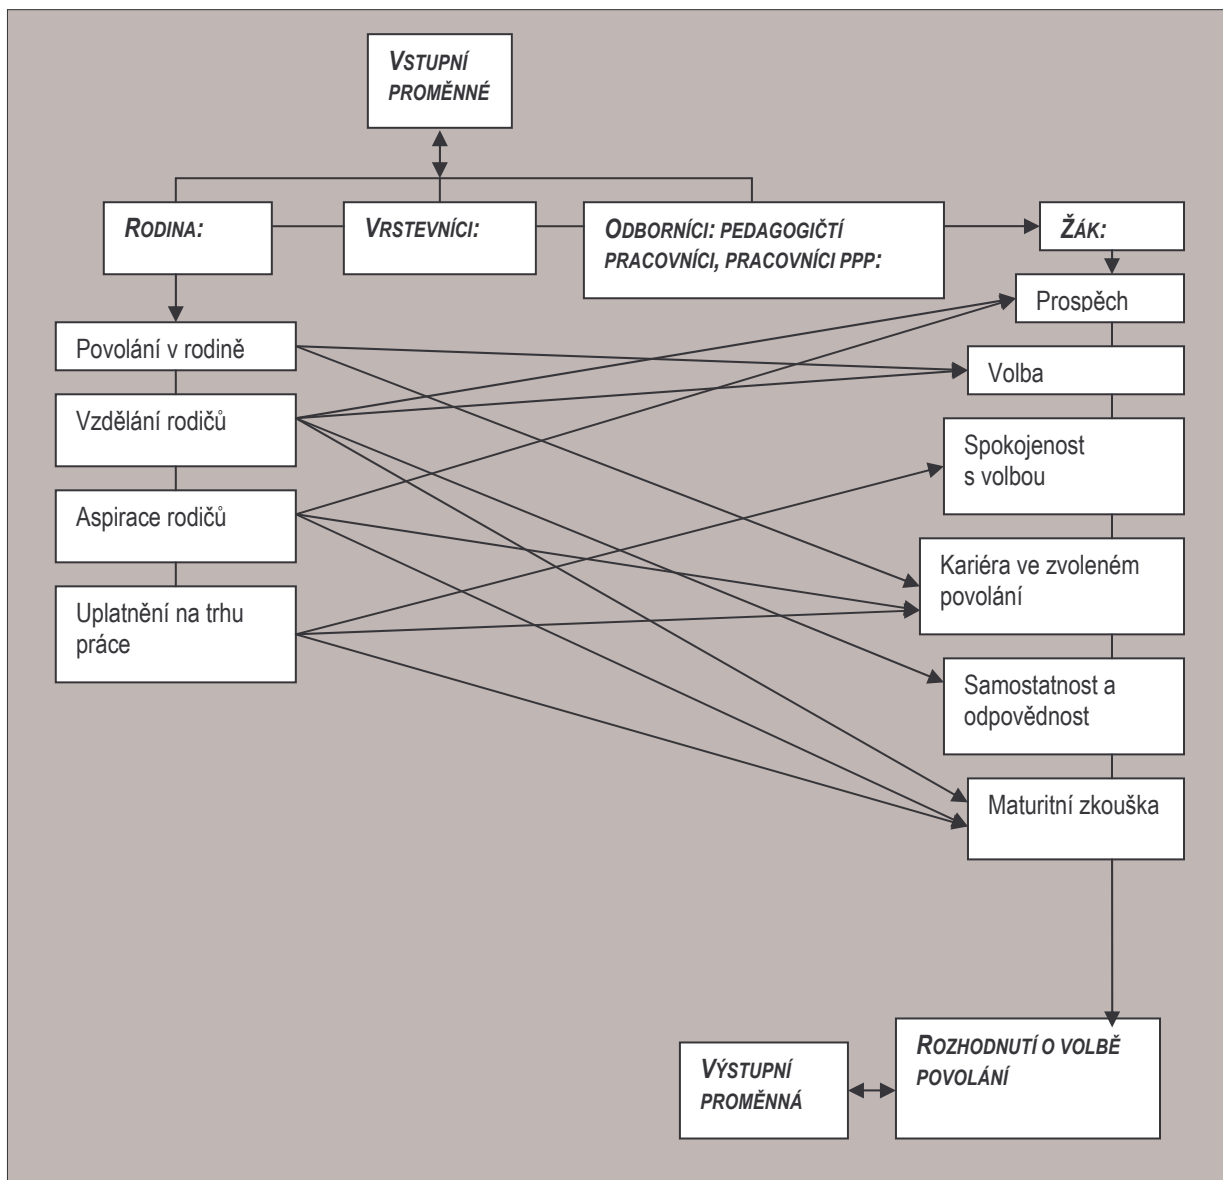 VSTUPNÍ
PROMĚNNÉ
RODINA:
VRSTEVNÍCI:
ODBORNÍCI: PEDAGOGIČTÍ
PRACOVNÍCI, PRACOVNÍCI PPP:
ŽÁK:
Povolání v rodině
Vzdělání rodičů
Aspirace rodičů
Uplatnění na trhu
práce
Prospěch
Volba
Spokojenost
s volbou
Kariéra ve zvoleném
povolání
Samostatnost a
odpovědnost
Maturitní zkouška
VÝSTUPNÍ
PROMĚNNÁ
ROZHODNUTÍ O VOLBĚ
POVOLÁNÍ